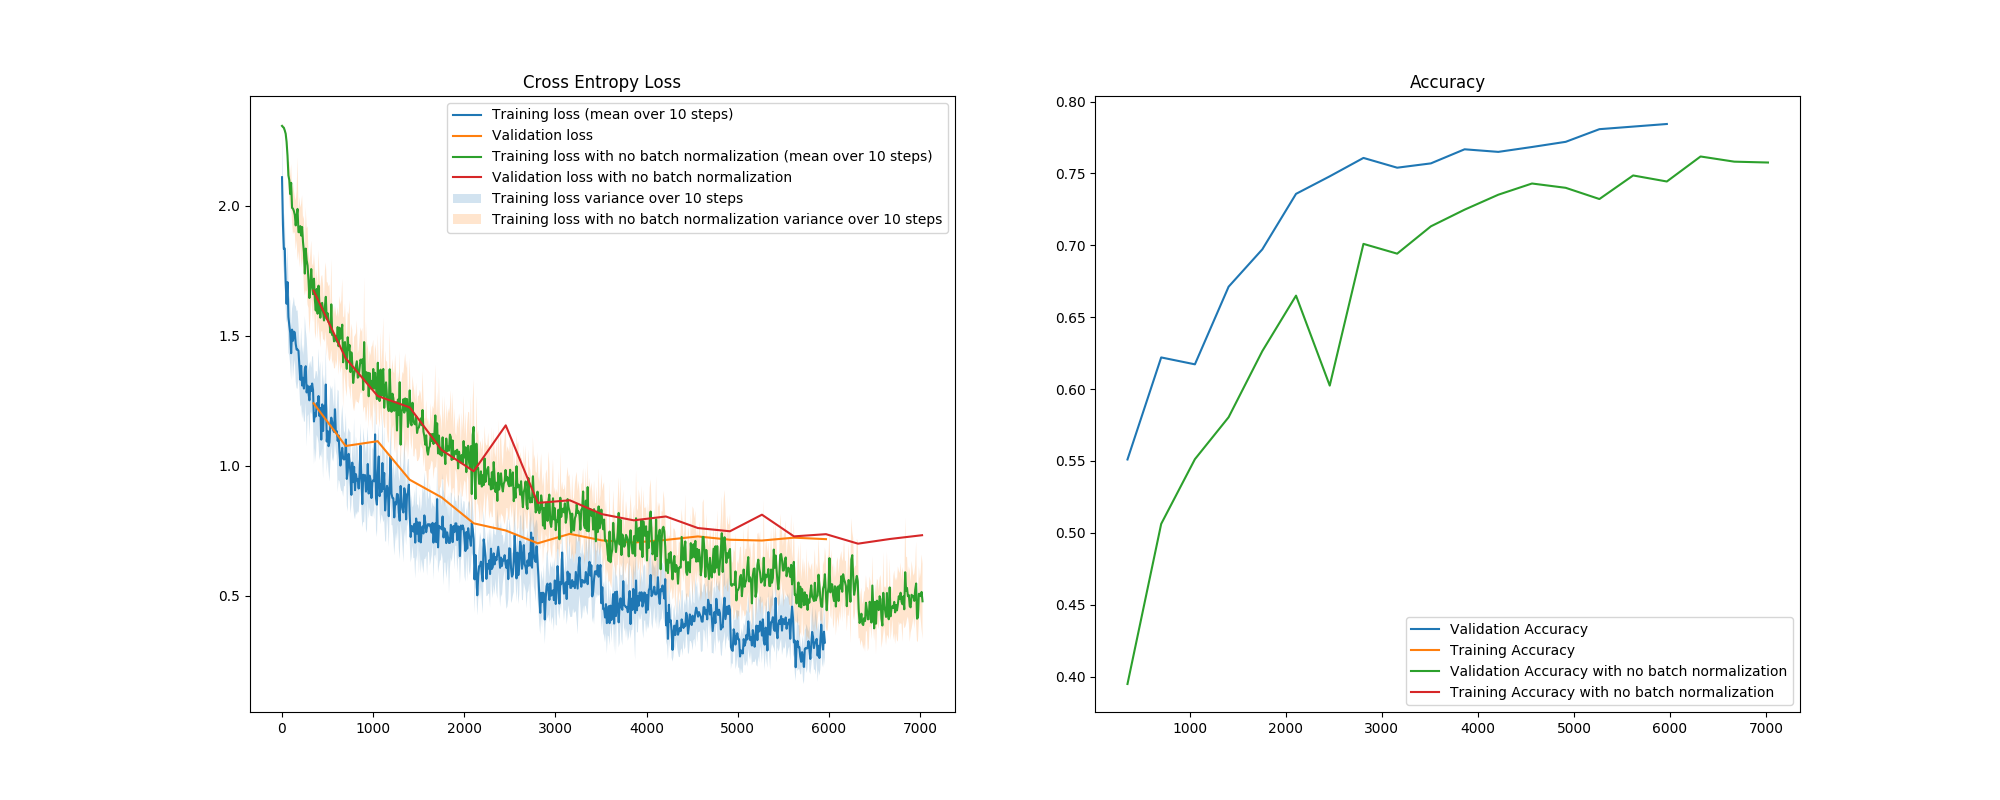 Cross Entropy Loss
Training loss (mean over 10 steps)
Validation loss
Training loss with no batch normalization (mean over 10 steps)
Validation loss with no batch normalization
Training loss variance over 10 steps
Training loss with no batch normalization variance over 10 steps
2.0
1.5
1.0
0.5
0 1000 2000 3000 4000 5000 6000 7000
Accuracy
0.80
0.75
0.70
0.65
0.60
0.55
0.50
0.45
0.40
Validation Accuracy
Training Accuracy
Validation Accuracy with no batch normalization
Training Accuracy with no batch normalization
1000 2000 3000 4000 5000 6000 7000